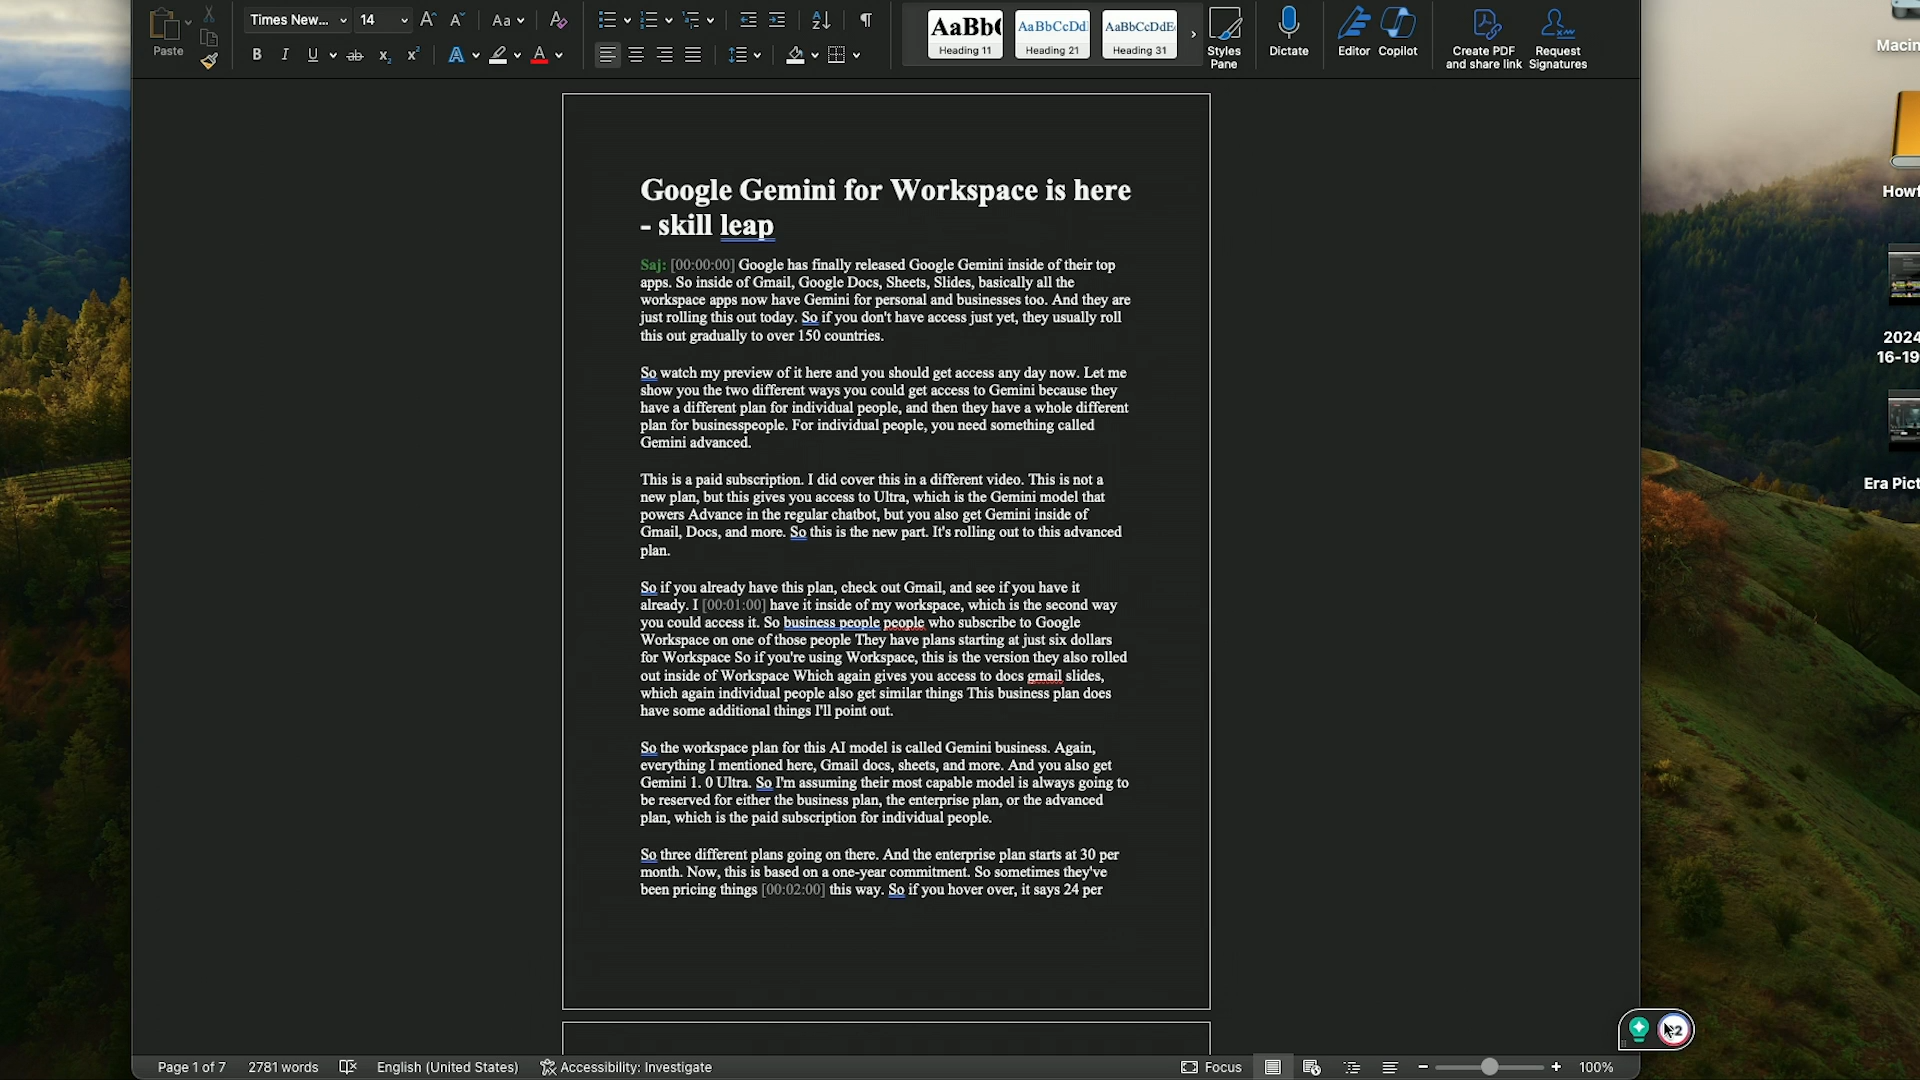 Times New...
14
Aa
Paste
AaBb(
AaBbCcDd
AaBbCcDdE
Heading 11
Heading 21
Heading 31
Styles
Pane
Dictate
Editor
Copilot
Create PDF
and share link
Request
Signatures
B I U ab x₂ x² A A
Google Gemini for Workspace is here
- skill leap
Saj: [00:00:00] Google has finally released Google Gemini inside of their top
apps. So inside of Gmail, Google Docs, Sheets, Slides, basically all the
workspace apps now have Gemini for personal and businesses too. And they are
just rolling this out today. So if you don't have access just yet, they usually roll
this out gradually to over 150 countries.
So watch my preview of it here and you should get access any day now. Let me
show you the two different ways you could get access to Gemini because they
have a different plan for individual people, and then they have a whole different
plan for businesspeople. For individual people, you need something called
Gemini advanced.
This is a paid subscription. I did cover this in a different video. This is not a
new plan, but this gives you access to Ultra, which is the Gemini model that
powers Advance in the regular chatbot, but you also get Gemini inside of
Gmail, Docs, and more. So this is the new part. It's rolling out to this advanced
plan.
So if you already have this plan, check out Gmail, and see if you have it
already. I [00:01:00] have it inside of my workspace, which is the second way
you could access it. So business people people who subscribe to Google
Workspace on one of those people They have plans starting at just six dollars
for Workspace So if you're using Workspace, this is the version they also rolled
out inside of Workspace Which again gives you access to docs gmail slides,
which again individual people also get similar things This business plan does
have some additional things I'll point out.
So the workspace plan for this AI model is called Gemini business. Again,
everything I mentioned here, Gmail docs, sheets, and more. And you also get
Gemini 1. 0 Ultra. So I'm assuming their most capable model is always going to
be reserved for either the business plan, the enterprise plan, or the advanced
plan, which is the paid subscription for individual people.
So three different plans going on there. And the enterprise plan starts at 30 per
month. Now, this is based on a one-year commitment. So sometimes they've
been pricing things [00:02:00] this way. So if you hover over, it says 24 per
Macin
Howt
2024
16-19
Era Pict
Page 1 of 7
2781 words
English (United States)
Accessibility: Investigate
Focus
100%